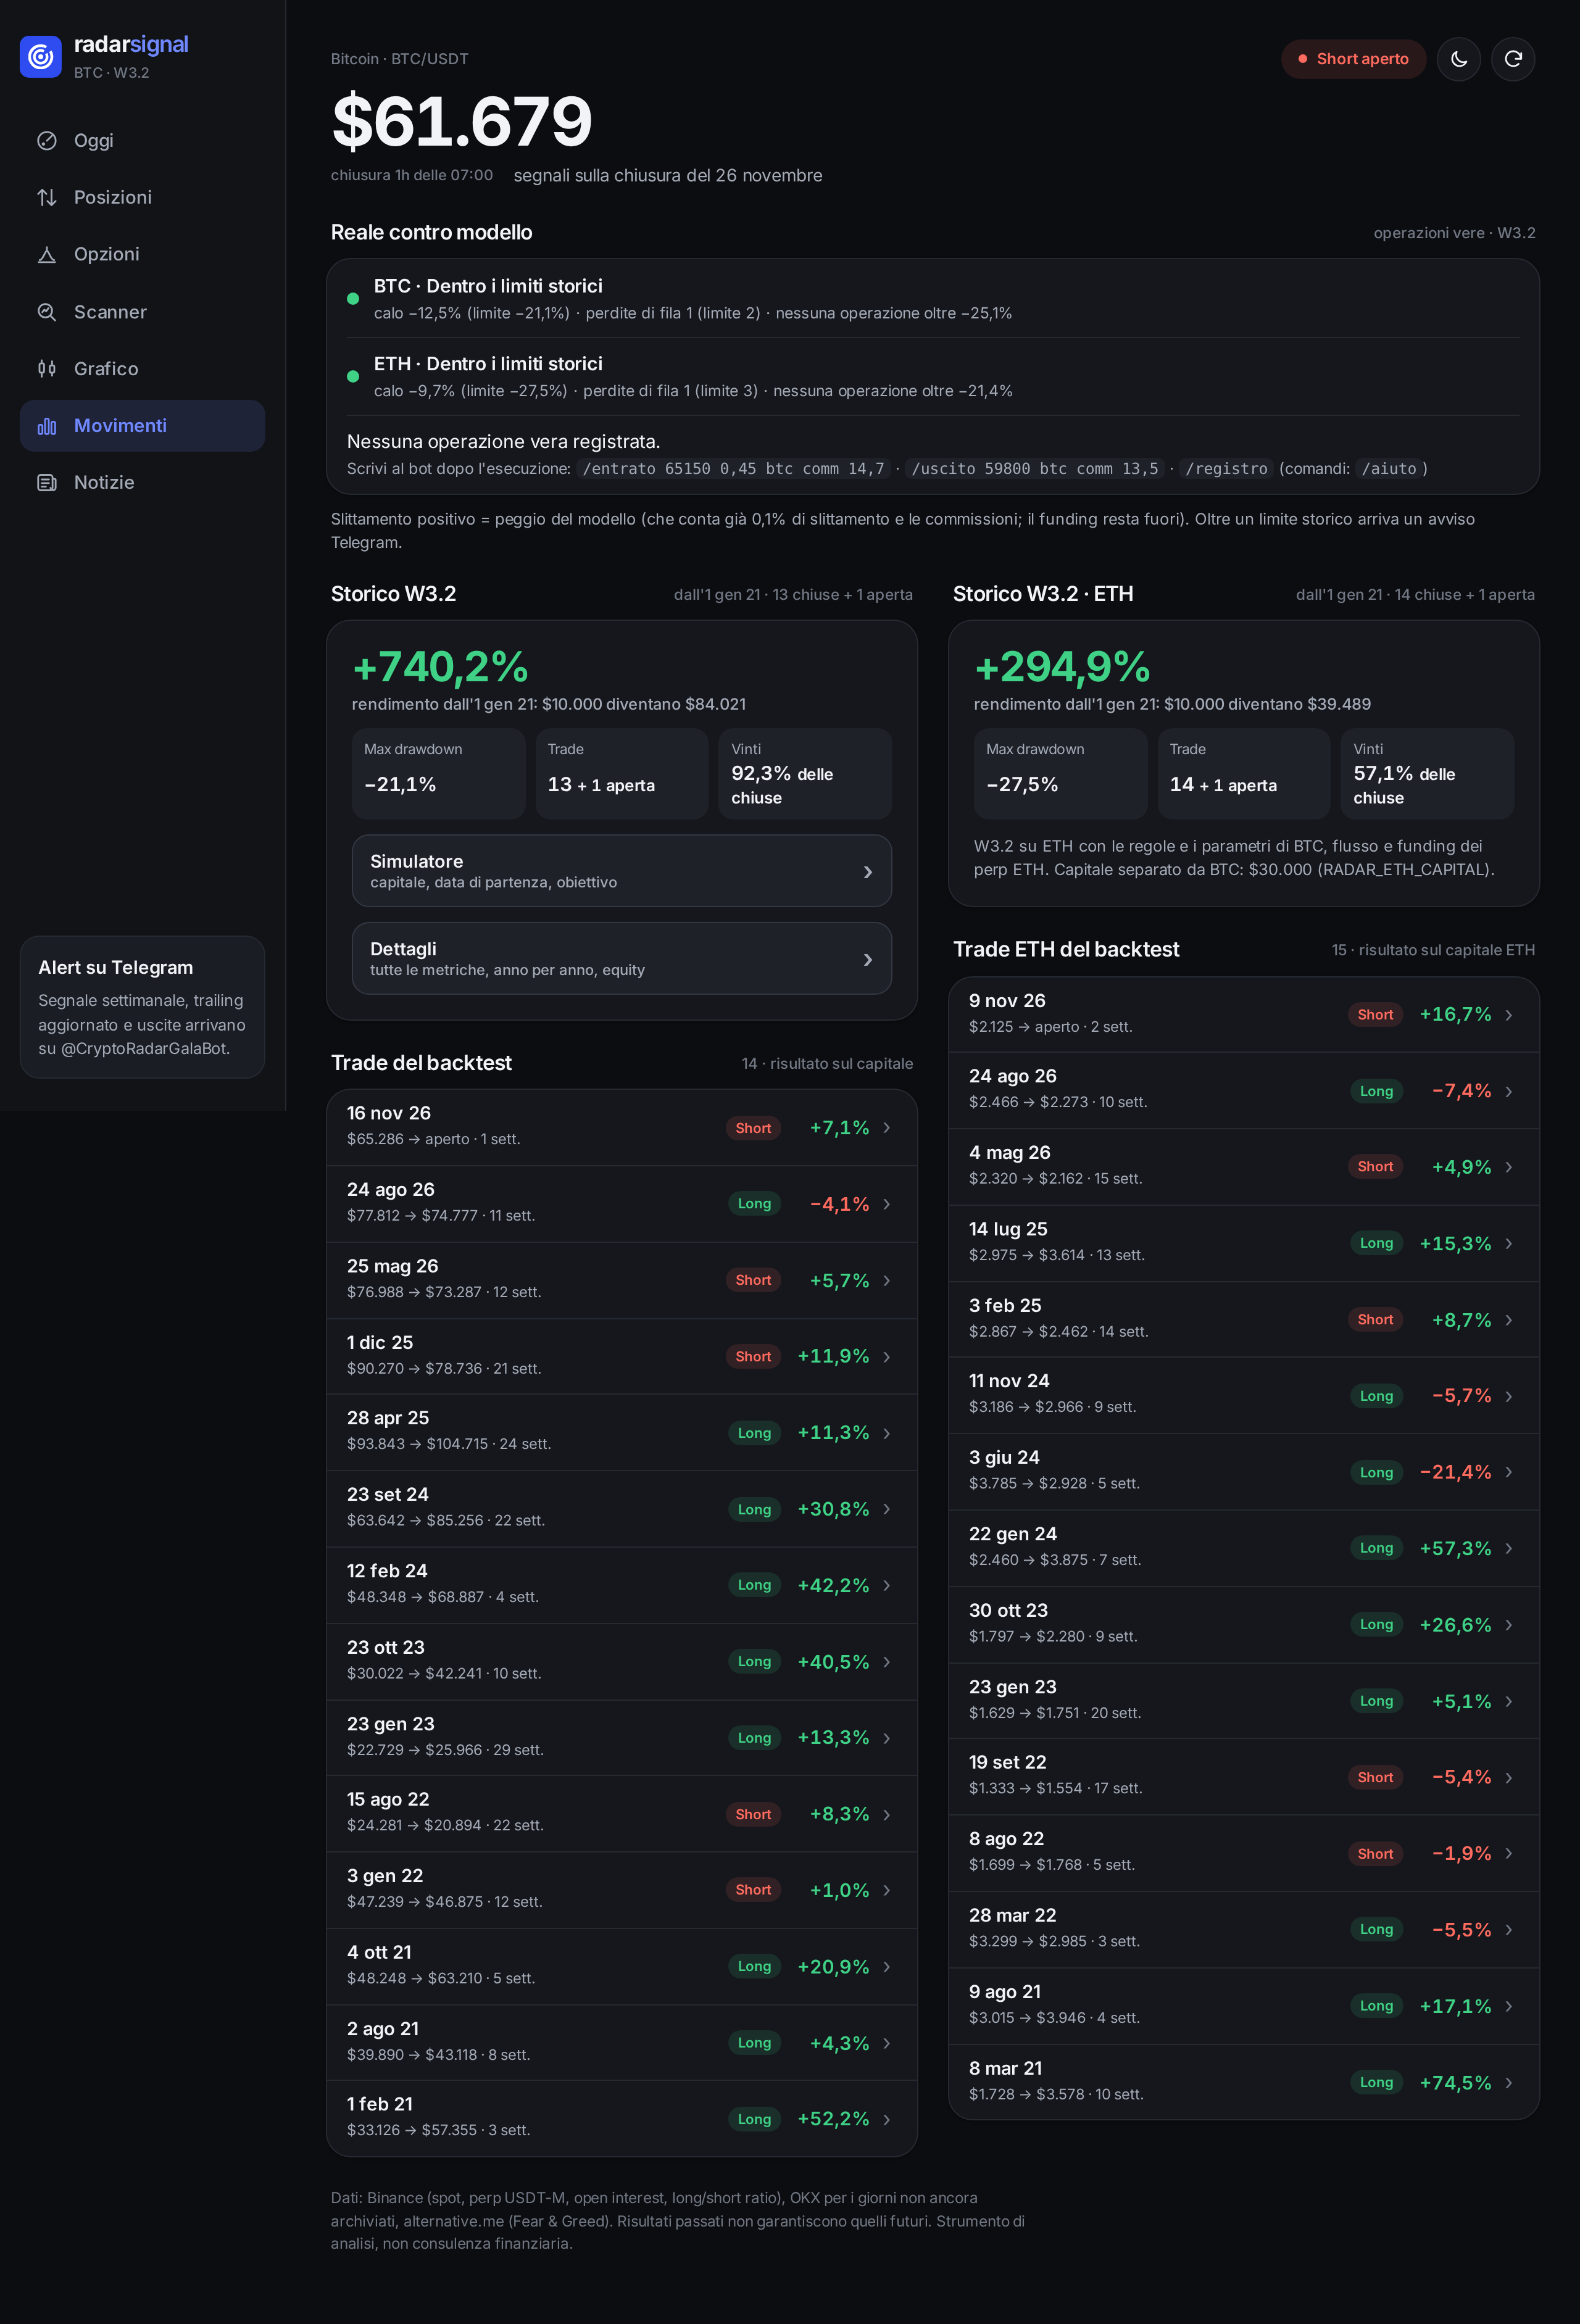 radarsignal
BTC · W3.2
Oggi
Posizioni
Opzioni
Scanner
Grafico
Movimenti
Notizie
Alert su Telegram
Segnale settimanale, trailing
aggiornato e uscite arrivano
su @CryptoRadarGalaBot.
Bitcoin · BTC/USDT
Short aperto
$61.679
chiusura 1h delle 07:00 segnali sulla chiusura del 26 novembre
Reale contro modello
operazioni vere · W3.2
BTC · Dentro i limiti storici
calo −12,5% (limite −21,1%) · perdite di fila 1 (limite 2) · nessuna operazione oltre −25,1%
ETH · Dentro i limiti storici
calo −9,7% (limite −27,5%) · perdite di fila 1 (limite 3) · nessuna operazione oltre −21,4%
Nessuna operazione vera registrata.
Scrivi al bot dopo l'esecuzione: /entrato 65150 0,45 btc comm 14,7 · /uscito 59800 btc comm 13,5 · /registro (comandi: /aiuto)
Slittamento positivo = peggio del modello (che conta già 0,1% di slittamento e le commissioni; il funding resta fuori). Oltre un limite storico arriva un avviso
Telegram.
Storico W3.2
dall'1 gen 21 · 13 chiuse + 1 aperta
+740,2%
rendimento dall'1 gen 21: $10.000 diventano $84.021
Max drawdown
−21,1%
Trade
13 + 1 aperta
Vinti
92,3% delle
chiuse
Simulatore
capitale, data di partenza, obiettivo
Dettagli
tutte le metriche, anno per anno, equity
Trade del backtest
14 · risultato sul capitale
16 nov 26
$65.286 → aperto · 1 sett.
Short +7,1%
24 ago 26
$77.812 → $74.777 · 11 sett.
Long −4,1%
25 mag 26
$76.988 → $73.287 · 12 sett.
Short +5,7%
1 dic 25
$90.270 → $78.736 · 21 sett.
Short +11,9%
28 apr 25
$93.843 → $104.715 · 24 sett.
Long +11,3%
23 set 24
$63.642 → $85.256 · 22 sett.
Long +30,8%
12 feb 24
$48.348 → $68.887 · 4 sett.
Long +42,2%
23 ott 23
$30.022 → $42.241 · 10 sett.
Long +40,5%
23 gen 23
$22.729 → $25.966 · 29 sett.
Long +13,3%
15 ago 22
$24.281 → $20.894 · 22 sett.
Short +8,3%
3 gen 22
$47.239 → $46.875 · 12 sett.
Short +1,0%
4 ott 21
$48.248 → $63.210 · 5 sett.
Long +20,9%
2 ago 21
$39.890 → $43.118 · 8 sett.
Long +4,3%
1 feb 21
$33.126 → $57.355 · 3 sett.
Long +52,2%
Storico W3.2 · ETH
dall'1 gen 21 · 14 chiuse + 1 aperta
+294,9%
rendimento dall'1 gen 21: $10.000 diventano $39.489
Max drawdown
−27,5%
Trade
14 + 1 aperta
Vinti
57,1% delle
chiuse
W3.2 su ETH con le regole e i parametri di BTC, flusso e funding dei
perp ETH. Capitale separato da BTC: $30.000 (RADAR_ETH_CAPITAL).
Trade ETH del backtest
15 · risultato sul capitale ETH
9 nov 26
$2.125 → aperto · 2 sett.
Short +16,7%
24 ago 26
$2.466 → $2.273 · 10 sett.
Long −7,4%
4 mag 26
$2.320 → $2.162 · 15 sett.
Short +4,9%
14 lug 25
$2.975 → $3.614 · 13 sett.
Long +15,3%
3 feb 25
$2.867 → $2.462 · 14 sett.
Short +8,7%
11 nov 24
$3.186 → $2.966 · 9 sett.
Long −5,7%
3 giu 24
$3.785 → $2.928 · 5 sett.
Long −21,4%
22 gen 24
$2.460 → $3.875 · 7 sett.
Long +57,3%
30 ott 23
$1.797 → $2.280 · 9 sett.
Long +26,6%
23 gen 23
$1.629 → $1.751 · 20 sett.
Long +5,1%
19 set 22
$1.333 → $1.554 · 17 sett.
Short −5,4%
8 ago 22
$1.699 → $1.768 · 5 sett.
Short −1,9%
28 mar 22
$3.299 → $2.985 · 3 sett.
Long −5,5%
9 ago 21
$3.015 → $3.946 · 4 sett.
Long +17,1%
8 mar 21
$1.728 → $3.578 · 10 sett.
Long +74,5%
Dati: Binance (spot, perp USDT-M, open interest, long/short ratio), OKX per i giorni non ancora
archiviati, alternative.me (Fear & Greed). Risultati passati non garantiscono quelli futuri. Strumento di
analisi, non consulenza finanziaria.